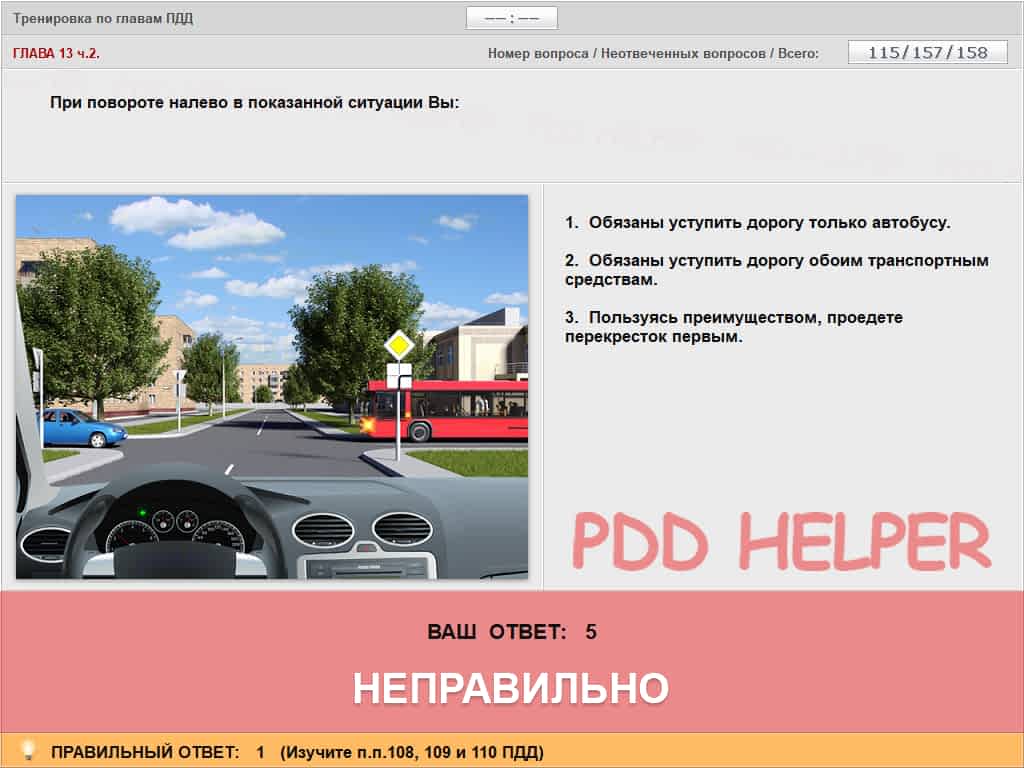 Тренировка по главам ПДД
—— : ——
ГЛАВА 13 ч.2.
Номер вопроса / Неотвеченных вопросов / Всего:
115/157/158
При повороте налево в показанной ситуации Вы:
1. Обязаны уступить дорогу только автобусу.
2. Обязаны уступить дорогу обоим транспортным
средствам.
3. Пользуясь преимуществом, проедете
перекресток первым.
PDD HELPER
ВАШ ОТВЕТ: 5
НЕПРАВИЛЬНО
ПРАВИЛЬНЫЙ ОТВЕТ: 1 (Изучите п.п.108, 109 и 110 ПДД)